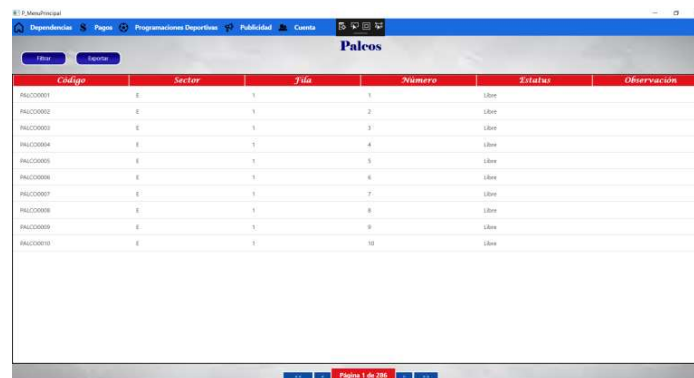 P_MenuPrincipal
Dependencias $ Pagos Programaciones Deportivas Publicidad Cuenta
Palcos
Filtrar Exportar
Código Sector Fila Número Estatus Observación
PALCO0001 E 1 1 Libre
PALCO0002 E 1 2 Libre
PALCO0003 E 1 3 Libre
PALCO0004 E 1 4 Libre
PALCO0005 E 1 5 Libre
PALCO0006 E 1 6 Libre
PALCO0007 E 1 7 Libre
PALCO0008 E 1 8 Libre
PALCO0009 E 1 9 Libre
PALCO0010 E 1 10 Libre
Página 1 de 286